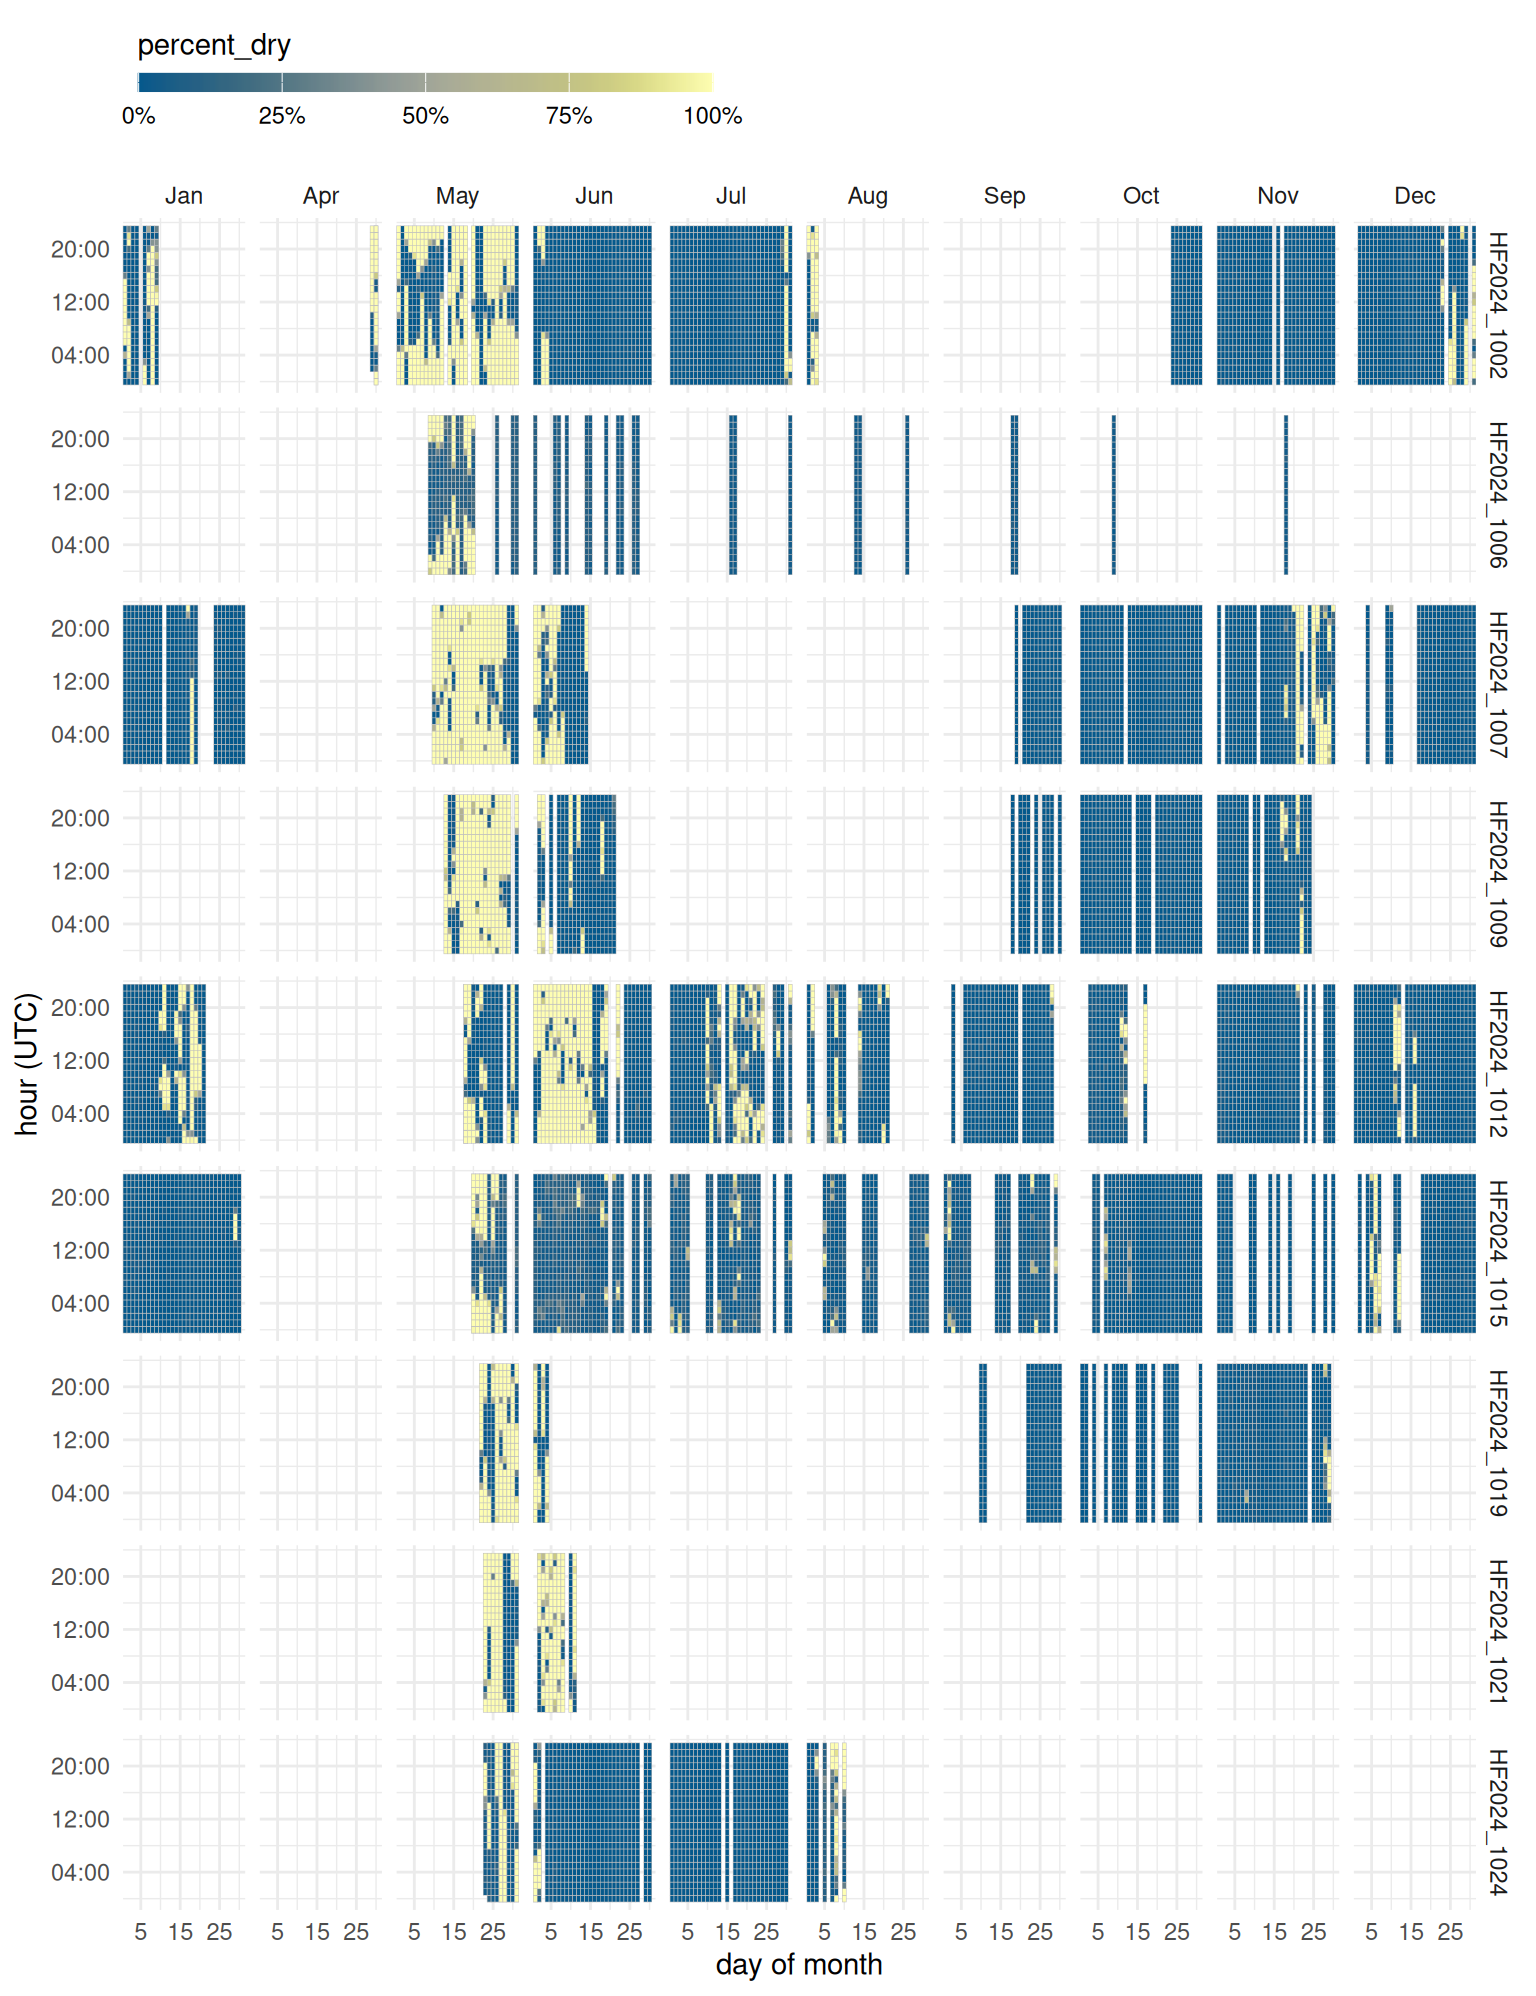 percent_dry
0% 25% 50% 75% 100%
Jan Apr May Jun Jul Aug Sep Oct Nov Dec
20:00
12:00
04:00
HF2024_1002
20:00
12:00
04:00
HF2024_1006
20:00
12:00
04:00
HF2024_1007
20:00
12:00
04:00
HF2024_1009
hour (UTC)
20:00
12:00
04:00
HF2024_1012
20:00
12:00
04:00
HF2024_1015
20:00
12:00
04:00
HF2024_1019
20:00
12:00
04:00
HF2024_1021
20:00
12:00
04:00
HF2024_1024
5 15 25 5 15 25 5 15 25 5 15 25 5 15 25 5 15 25 5 15 25 5 15 25 5 15 25 5 15 25
day of month